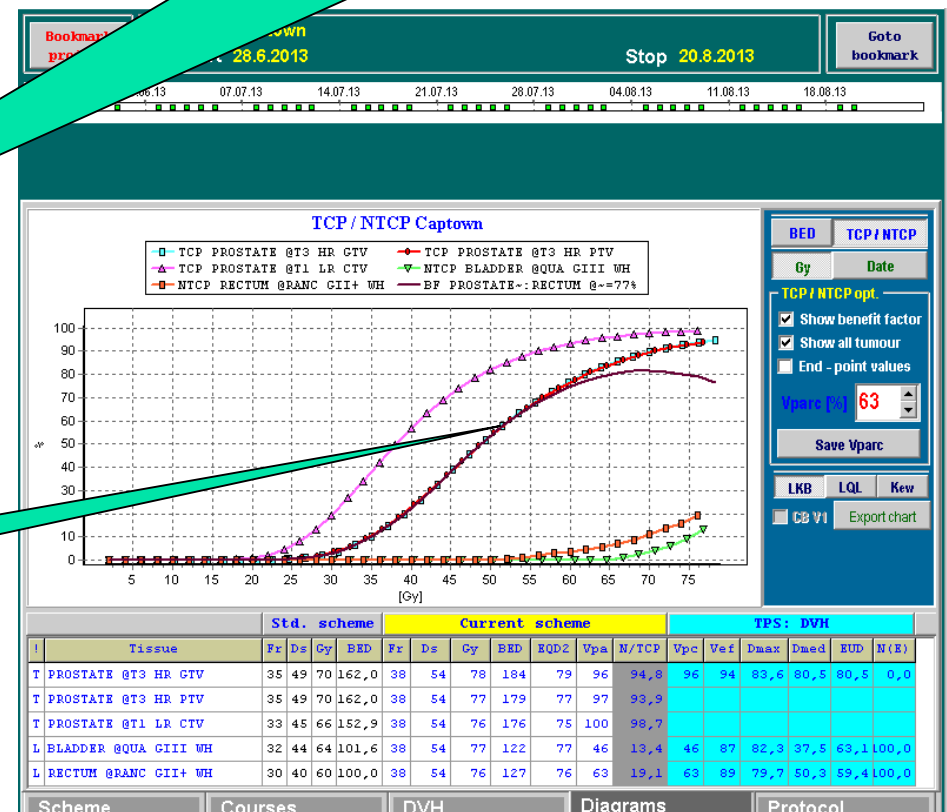 Bookmar
pro
own
28.6.2013
Stop 20.8.2013
Goto
bookmark
.06.13 07.07.13 14.07.13 21.07.13 28.07.13 04.08.13 11.08.13 18.08.13
TCP / NTCP Captown
TCP PROSTATE @T3 HR GTV TCP PROSTATE @T3 HR PTV
TCP PROSTATE @T1 LR CTV NTCP BLADDER @QUA GIII WH
NTCP RECTUM @RANC GII+ WH BF PROSTATE~:RECTUM @~=77%
100
90
80
70
60
50
40
30
10
0
%
5 10 15 20 25 30 35 40 45 50 55 60 65 70 75
[Gy]
BED TCP / NTCP
Gy Date
TCP / NTCP opt.
Show benefit factor
Show all tumour
End - point values
Vparc [%] 63
Save Vparc
LKB LQL Kew
CB V1 Export chart
Std. scheme Current scheme TPS: DVH
! Tissue Fr Ds Gy BED Fr Ds Gy BED EQD2 Vpa N/TCP Vpc Vef Dmax Dmed EUD N(E)
T PROSTATE @T3 HR GTV 35 49 70 162,0 38 54 78 184 79 96 94,8 96 94 83,6 80,5 80,5 0,0
T PROSTATE @T3 HR PTV 35 49 70 162,0 38 54 77 179 77 97 93,9
T PROSTATE @T1 LR CTV 33 45 66 152,9 38 54 76 176 75 100 98,7
L BLADDER @QUA GIII WH 32 44 64 101,6 38 54 77 122 77 46 13,4 46 87 82,3 37,5 63,1 100,0
L RECTUM @RANC GII+ WH 30 40 60 100,0 38 54 76 127 76 63 19,1 63 89 79,7 50,3 59,4 100,0
Scheme Courses DVH Diagrams Protocol